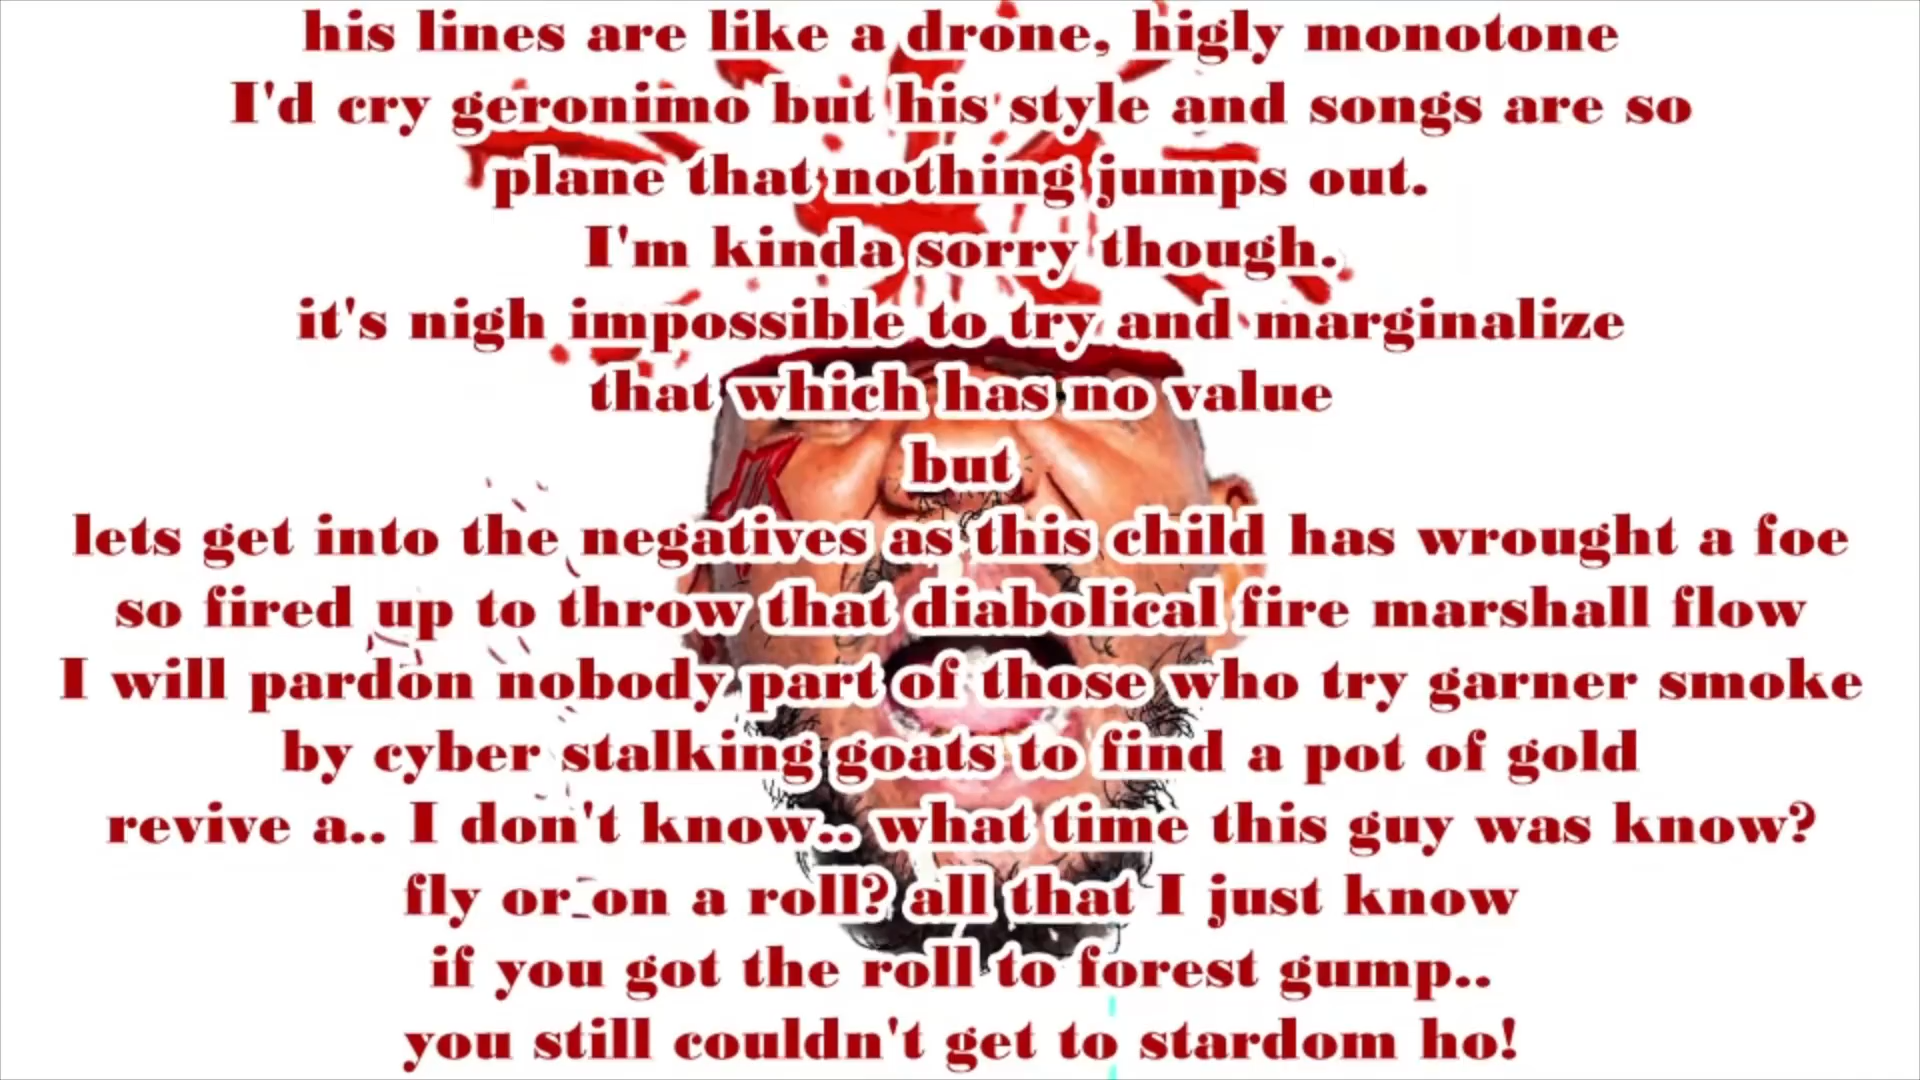 his lines are like a drone, higly monotone
I'd cry geronimo but his style and songs are so
plane that nothing jumps out.
I'm kinda sorry though.
it's nigh impossible to try and marginalize
that which has no value
but
lets get into the negatives as this child has wrought a foe
so fired up to throw that diabolical fire marshall flow
I will pardon nobody part of those who try garner smoke
by cyber stalking goats to find a pot of gold
revive a.. I don't know.. what time this guy was know?
fly or on a roll? all that I just know
if you got the roll to forest gump..
you still couldn't get to stardom ho!